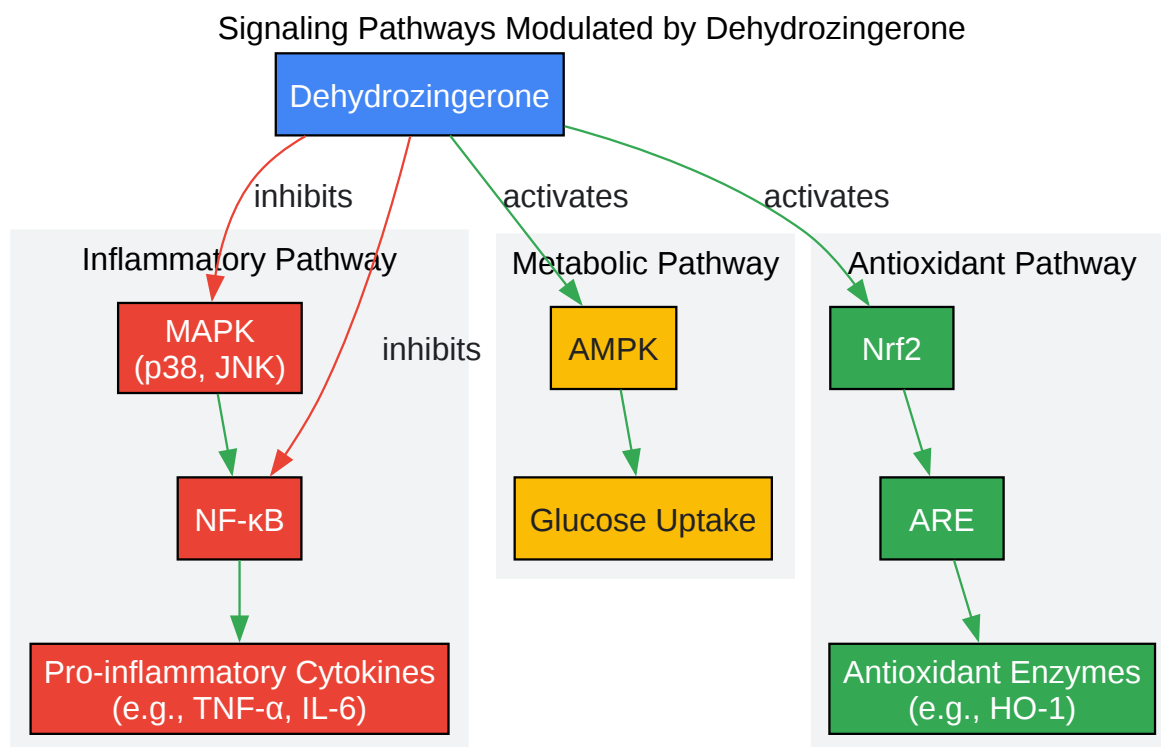 Signaling Pathways Modulated by Dehydrozingerone
Dehydrozingerone
inhibits
activates
activates
Inflammatory Pathway
Metabolic Pathway
Antioxidant Pathway
MAPK
(p38, JNK)
inhibits
AMPK
Nrf2
NF-κB
Glucose Uptake
ARE
Pro-inflammatory Cytokines
(e.g., TNF-α, IL-6)
Antioxidant Enzymes
(e.g., HO-1)